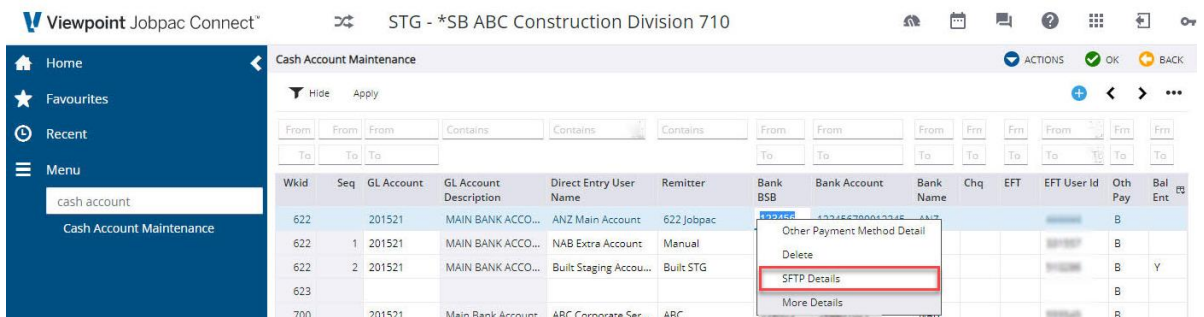 Viewpoint Jobpac Connect™ STG - *SB ABC Construction Division 710
Home
Favourites
Recent
Menu
cash account
Cash Account Maintenance
Cash Account Maintenance ACTIONS OK BACK
Hide Apply
From From From Contains Contains Contains From From From Frn Frn From Frn Frn
To To To To To To To To To To To
Wkid Seq GL Account GL Account Description Direct Entry User Name Remitter Bank BSB Bank Account Bank Name Chq EFT EFT User Id Oth Pay Bal Ent
622 201521 MAIN BANK ACCO... ANZ Main Account 622 Jobpac 123456 B
622 1 201521 MAIN BANK ACCO... NAB Extra Account Manual B
622 2 201521 MAIN BANK ACCO... Built Staging Accou... Built STG B Y
623 B
700 201521 Main Bank Account ABC Corporate Ser... ABC B
Other Payment Method Detail
Delete
SFTP Details
More Details